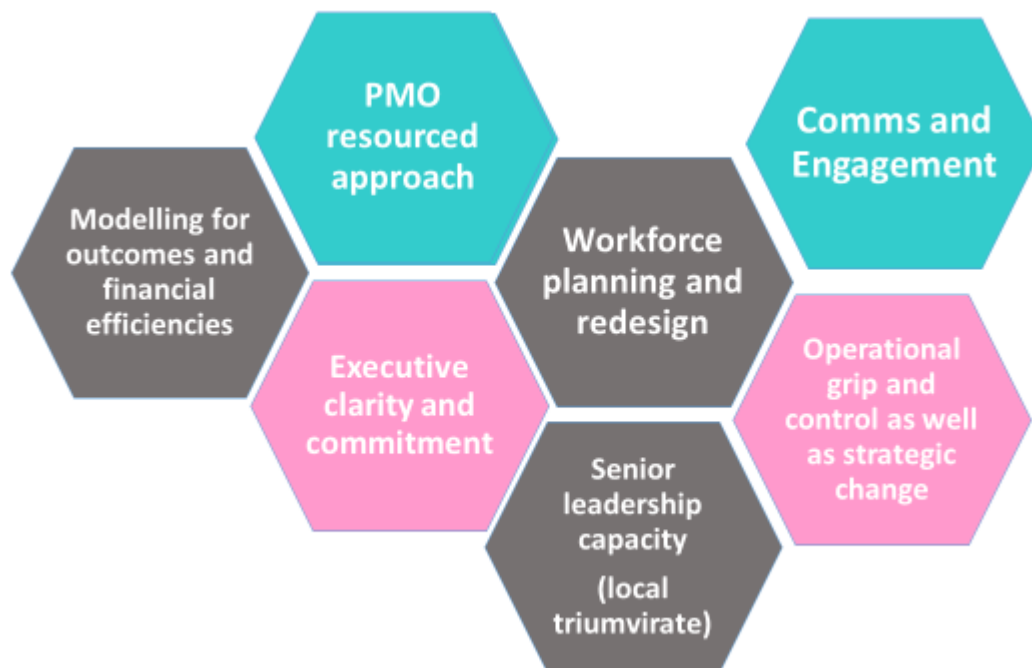 PMO
resourced
approach
Comms and
Engagement
Modelling for
outcomes and
financial
efficiencies
Workforce
planning and
redesign
Executive
clarity and
commitment
Operational
grip and
control as well
as strategic
change
Senior
leadership
capacity
(local
triumvirate)